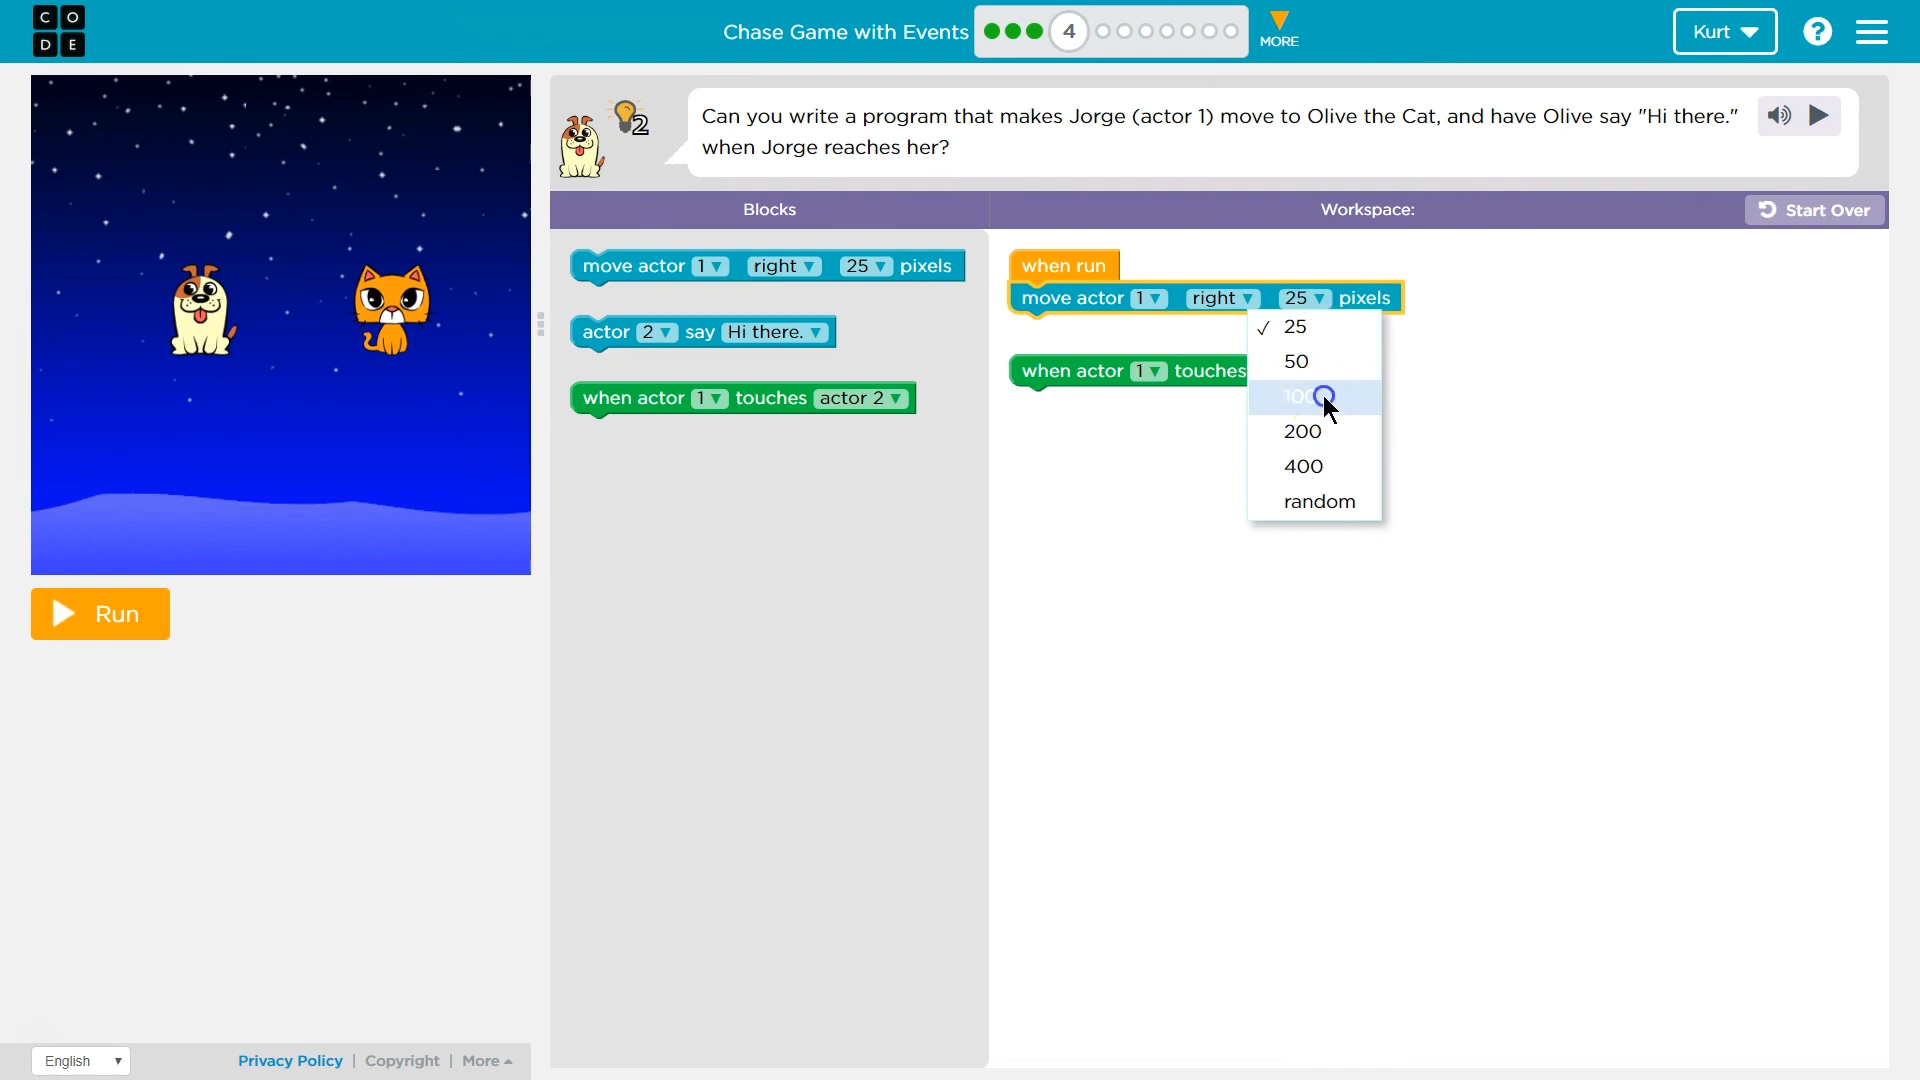 C O
D E
Chase Game with Events
4
MORE
Kurt
?
2
Can you write a program that makes Jorge (actor 1) move to Olive the Cat, and have Olive say "Hi there."
when Jorge reaches her?
Blocks
Workspace:
Start Over
move actor 1 right 25 pixels
actor 2 say Hi there.
when actor 1 touches actor 2
when run
move actor 1 right 25 pixels
when actor 1 touches
✓ 25
50
100
200
400
random
Run
English
Privacy Policy | Copyright | More